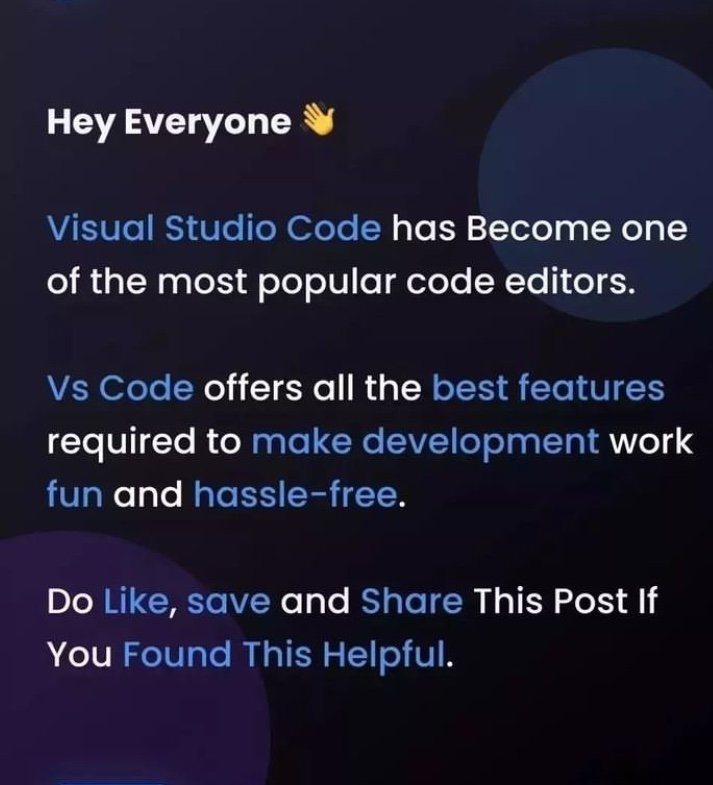 Hey Everyone 👋
Visual Studio Code has Become one
of the most popular code editors.
Vs Code offers all the best features
required to make development work
fun and hassle-free.
Do Like, save and Share This Post If
You Found This Helpful.